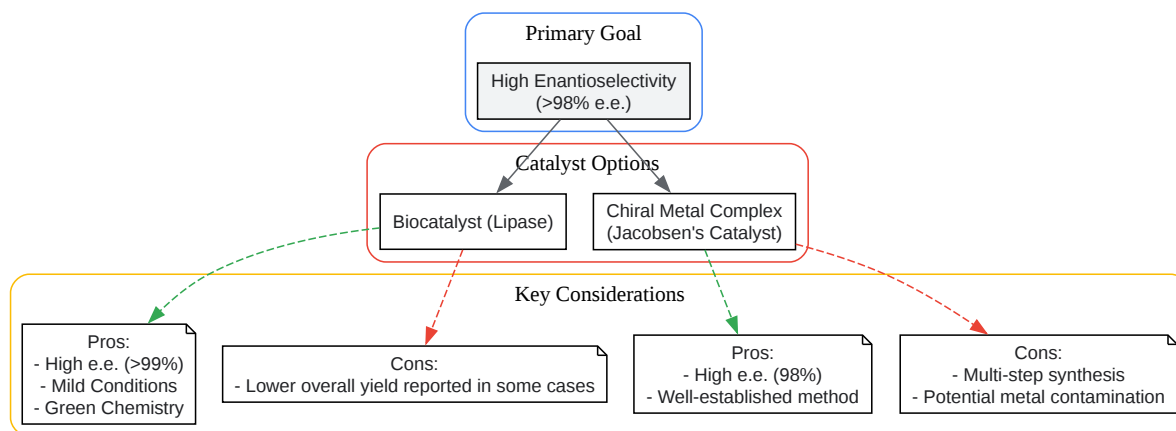 Primary Goal
High Enantioselectivity
(>98% e.e.)
Catalyst Options
Biocatalyst (Lipase)
Chiral Metal Complex
(Jacobsen's Catalyst)
Key Considerations
Pros:
- High e.e. (>99%)
- Mild Conditions
- Green Chemistry
Cons:
- Lower overall yield reported in some cases
Pros:
- High e.e. (98%)
- Well-established method
Cons:
- Multi-step synthesis
- Potential metal contamination